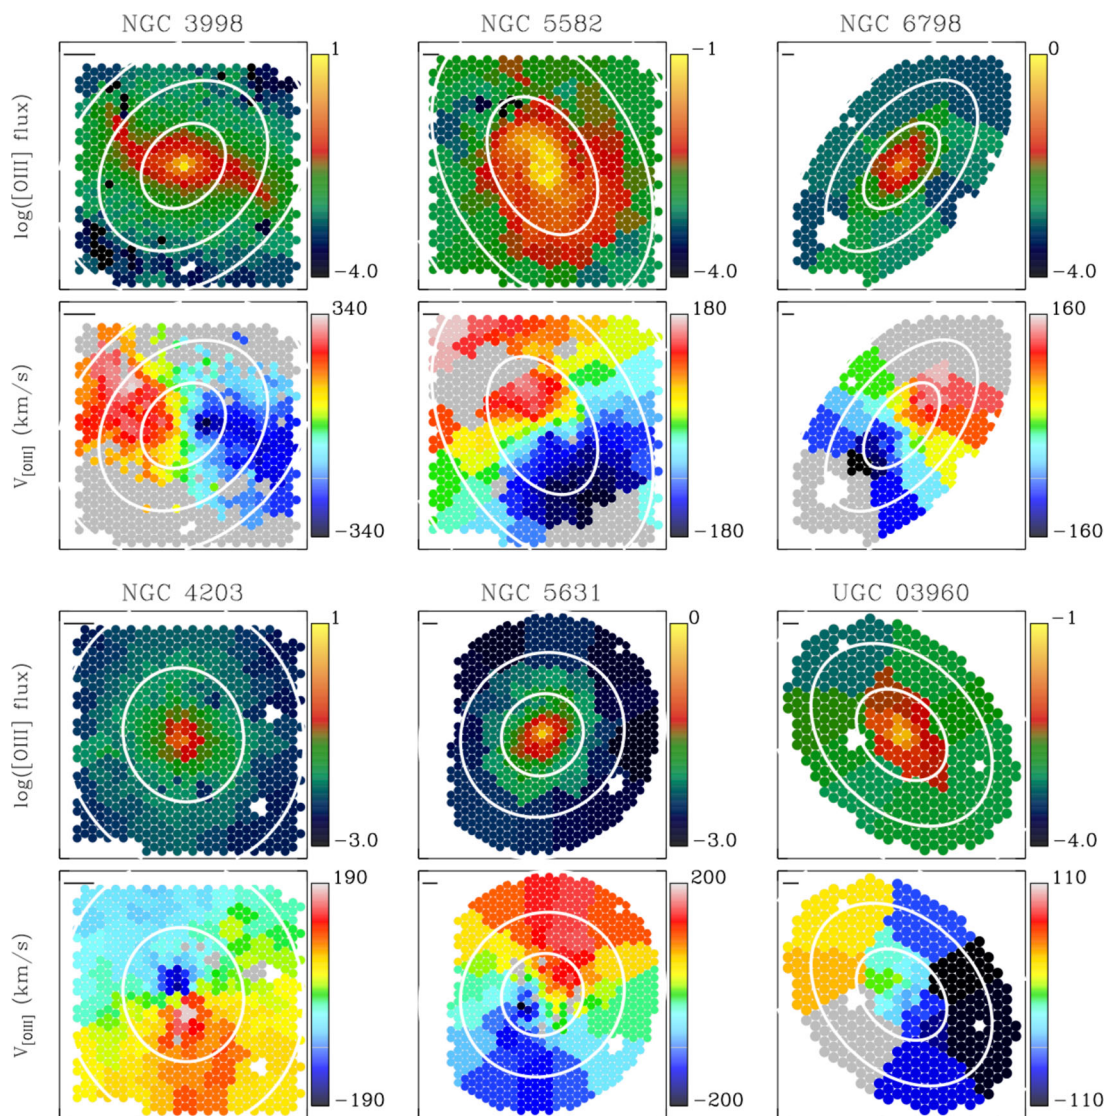 NGC 3998 NGC 5582 NGC 6798
log([OIII] flux) 1 −4.0 −1 −4.0 0 −4.0
V[OIII] (km/s) 340 −340 180 −180 160 −160
NGC 4203 NGC 5631 UGC 03960
log([OIII] flux) 1 −3.0 0 −3.0 −1 −4.0
V[OIII] (km/s) 190 −190 200 −200 110 −110